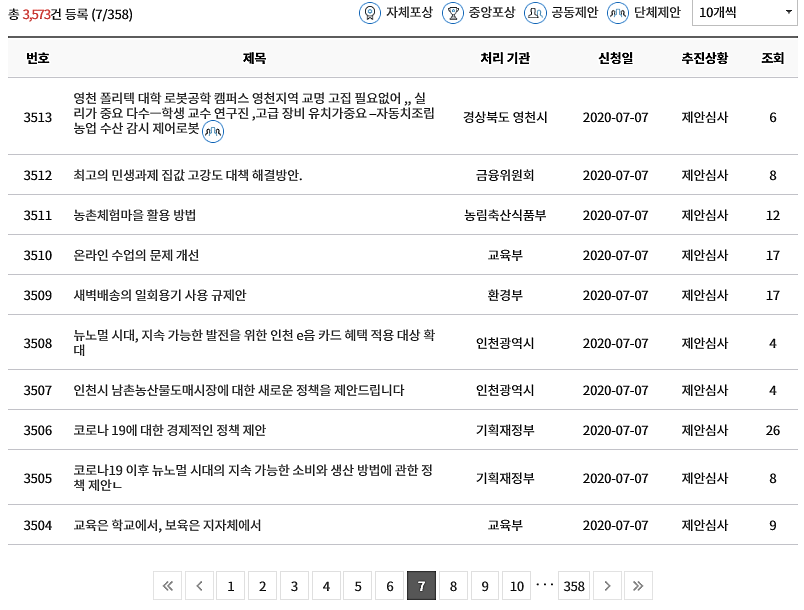 총 3,573건 등록 (7/358) 자체포상 중앙포상 공동제안 단체제안 10개씩
번호 제목 처리 기관 신청일 추진상황 조회
3513 영천 폴리텍 대학 로봇공학 캠퍼스 영천지역 교명 고집 필요없어 ,, 실
리가 중요 다수ㅡ학생 교수 연구진 ,고급 장비 유치가중요 –자동치조립
농업 수산 감시 제어로봇 경상북도 영천시 2020-07-07 제안심사 6
3512 최고의 민생과제 집값 고강도 대책 해결방안. 금융위원회 2020-07-07 제안심사 8
3511 농촌체험마을 활용 방법 농림축산식품부 2020-07-07 제안심사 12
3510 온라인 수업의 문제 개선 교육부 2020-07-07 제안심사 17
3509 새벽배송의 일회용기 사용 규제안 환경부 2020-07-07 제안심사 17
3508 뉴노멀 시대, 지속 가능한 발전을 위한 인천 e음 카드 혜택 적용 대상 확
대 인천광역시 2020-07-07 제안심사 4
3507 인천시 남촌농산물도매시장에 대한 새로운 정책을 제안드립니다 인천광역시 2020-07-07 제안심사 4
3506 코로나 19에 대한 경제적인 정책 제안 기획재정부 2020-07-07 제안심사 26
3505 코로나19 이후 뉴노멀 시대의 지속 가능한 소비와 생산 방법에 관한 정
책 제안ㄴ 기획재정부 2020-07-07 제안심사 8
3504 교육은 학교에서, 보육은 지자체에서 교육부 2020-07-07 제안심사 9
1 2 3 4 5 6 7 8 9 10 ··· 358